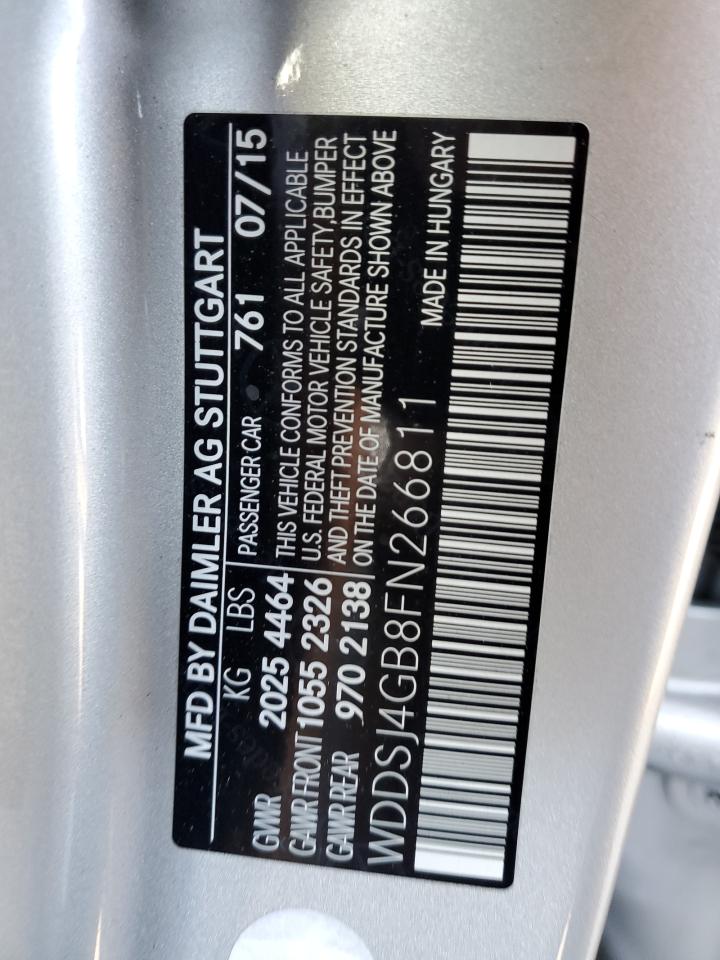 MFD BY DAIMLER AG STUTTGART
KG LBS PASSENGER CAR 761 07/15
GWR 2025 4464 THIS VEHICLE CONFORMS TO ALL APPLICABLE
GAWR FRONT 1055 2326 U.S. FEDERAL MOTOR VEHICLE SAFETY,BUMPER
GAWR REAR 970 2138 AND THEFT PREVENTION STANDARDS IN EFFECT
ON THE DATE OF MANUFACTURE SHOWN ABOVE
WDDSJ4GB8FN266811 MADE IN HUNGARY